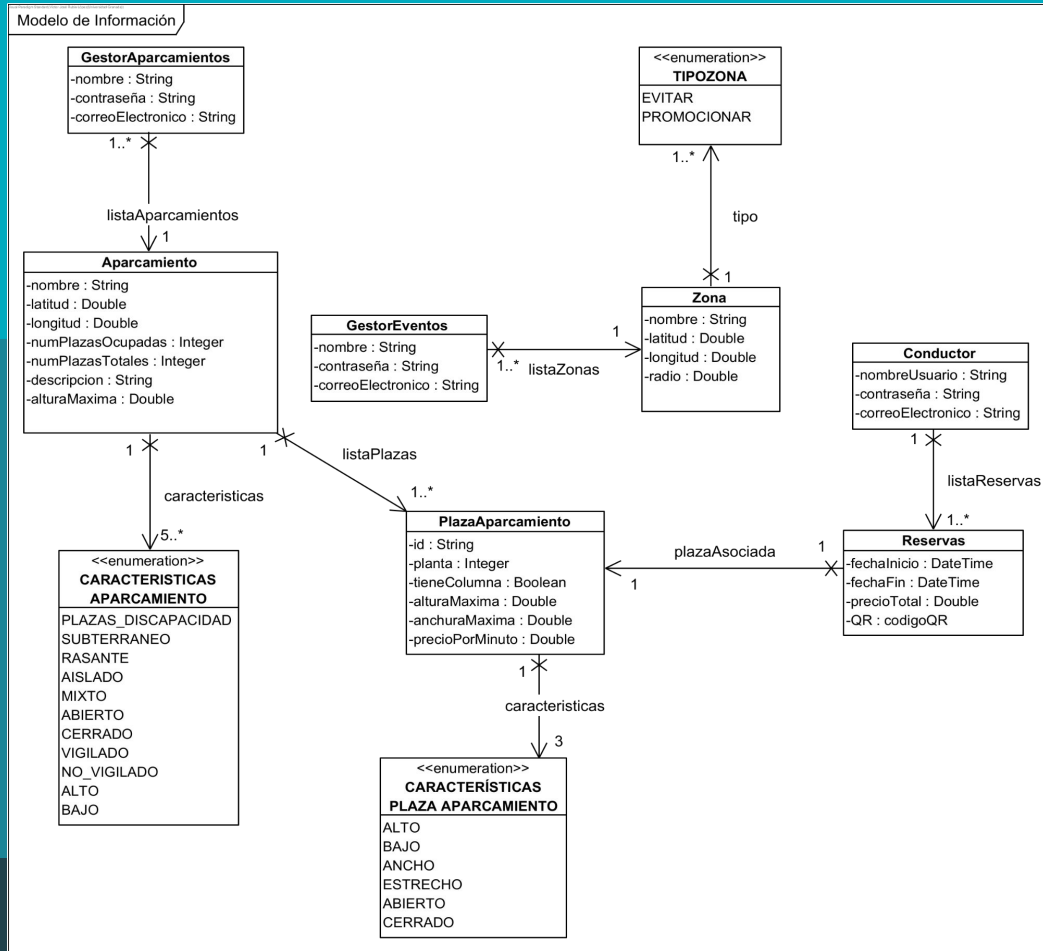 Modelo de Información
GestorAparcamientos
-nombre : String
-contraseña : String
-correoElectronico : String
1..*
listaAparcamientos
1
Aparcamiento
-nombre : String
-latitud : Double
-longitud : Double
-numPlazasOcupadas : Integer
-numPlazasTotales : Integer
-descripcion : String
-alturaMaxima : Double
1
1
caracteristicas
5..*
<<enumeration>>
CARACTERISTICAS
APARCAMIENTO
PLAZAS_DISCAPACIDAD
SUBTERRANEO
RASANTE
AISLADO
MIXTO
ABIERTO
CERRADO
VIGILADO
NO_VIGILADO
ALTO
BAJO
<<enumeration>>
TIPOZONA
EVITAR
PROMOCIONAR
1..*
tipo
1
Zona
-nombre : String
-latitud : Double
-longitud : Double
-radio : Double
GestorEventos
-nombre : String
-contraseña : String
-correoElectronico : String
1..*
listaZonas
1
listaPlazas
1..*
PlazaAparcamiento
-id : String
-planta : Integer
-tieneColumna : Boolean
-alturaMaxima : Double
-anchuraMaxima : Double
-precioPorMinuto : Double
1
caracteristicas
3
<<enumeration>>
CARACTERÍSTICAS
PLAZA APARCAMIENTO
ALTO
BAJO
ANCHO
ESTRECHO
ABIERTO
CERRADO
Conductor
-nombreUsuario : String
-contraseña : String
-correoElectronico : String
1
listaReservas
1..*
Reservas
-fechaInicio : DateTime
-fechaFin : DateTime
-precioTotal : Double
-QR : codigoQR
1
plazaAsociada
1